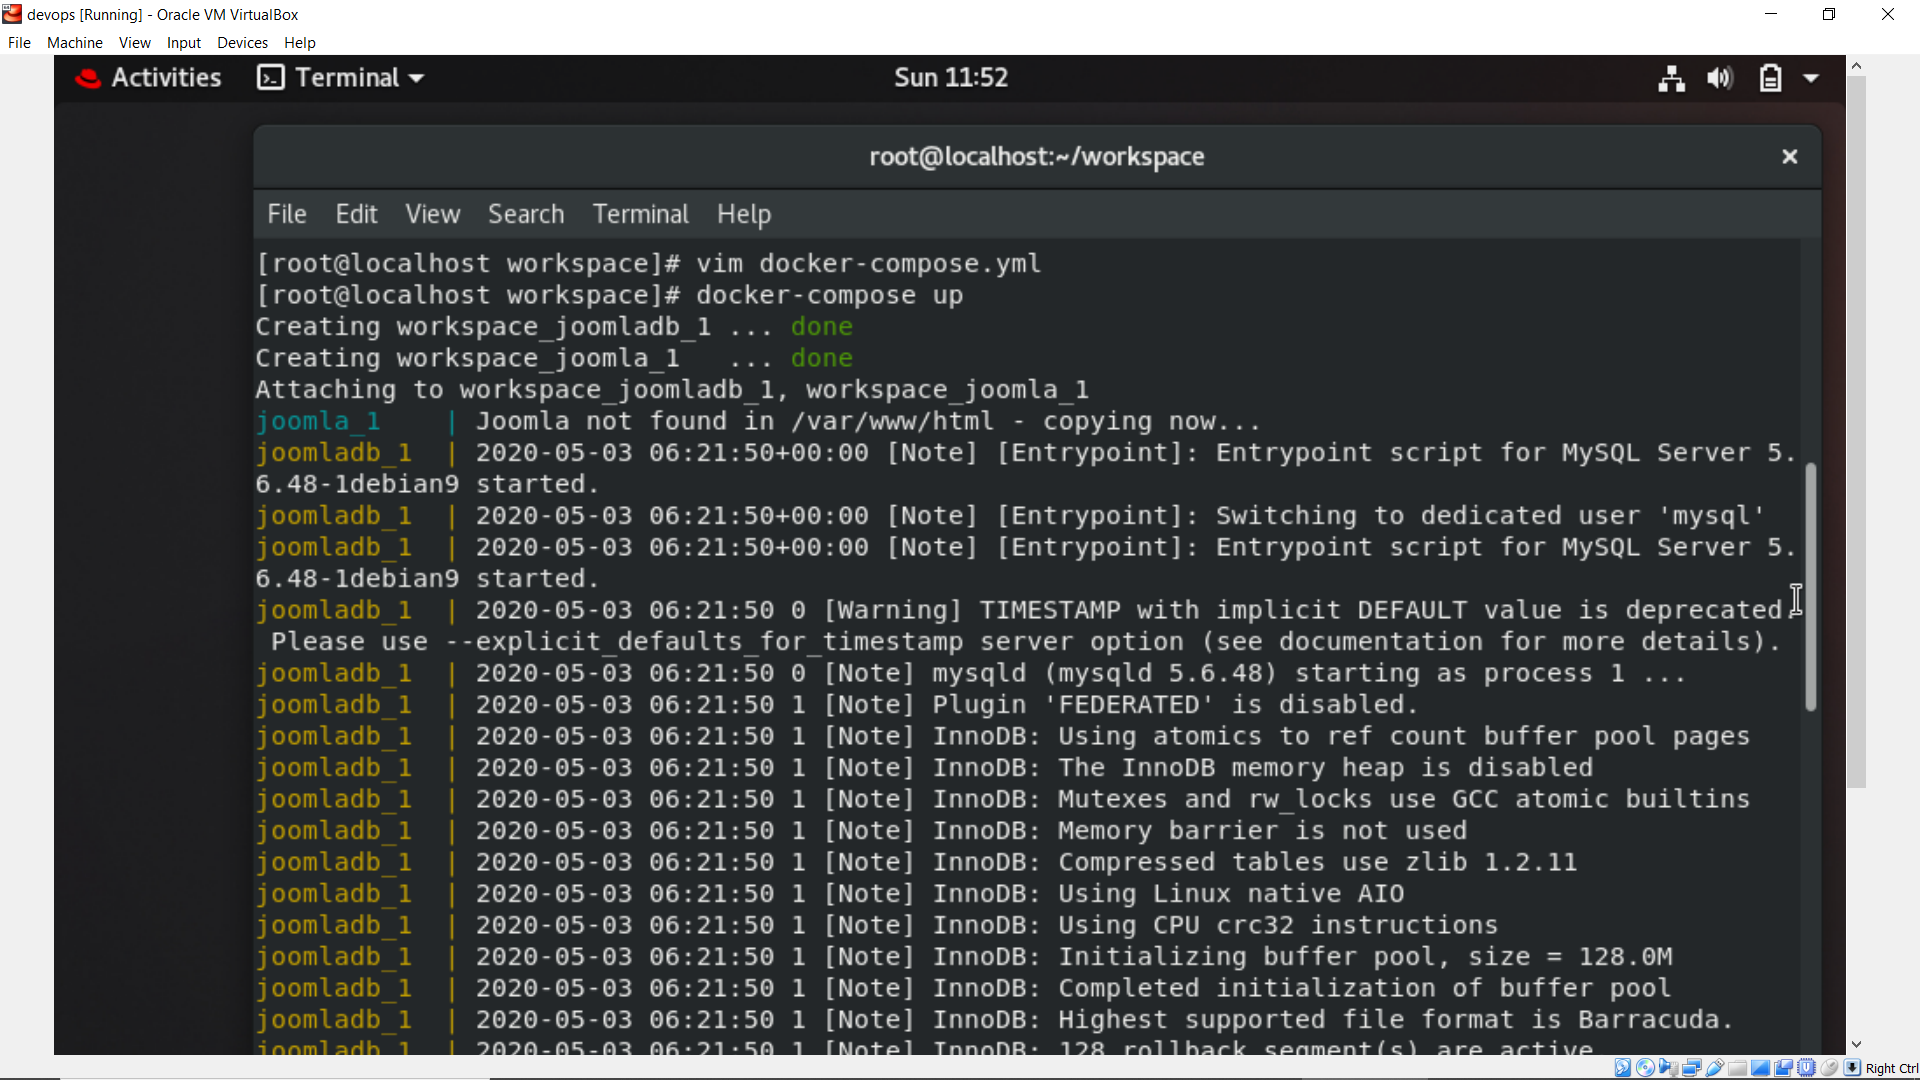 devops [Running] - Oracle VM VirtualBox
File Machine View Input Devices Help
Activities Terminal Sun 11:52
root@localhost:~/workspace
File Edit View Search Terminal Help
[root@localhost workspace]# vim docker-compose.yml
[root@localhost workspace]# docker-compose up
Creating workspace_joomladb_1 ... done
Creating workspace_joomla_1   ... done
Attaching to workspace_joomladb_1, workspace_joomla_1
joomla_1    | Joomla not found in /var/www/html - copying now...
joomladb_1  | 2020-05-03 06:21:50+00:00 [Note] [Entrypoint]: Entrypoint script for MySQL Server 5.
6.48-1debian9 started.
joomladb_1  | 2020-05-03 06:21:50+00:00 [Note] [Entrypoint]: Switching to dedicated user 'mysql'
joomladb_1  | 2020-05-03 06:21:50+00:00 [Note] [Entrypoint]: Entrypoint script for MySQL Server 5.
6.48-1debian9 started.
joomladb_1  | 2020-05-03 06:21:50 0 [Warning] TIMESTAMP with implicit DEFAULT value is deprecated.
 Please use --explicit_defaults_for_timestamp server option (see documentation for more details).
joomladb_1  | 2020-05-03 06:21:50 0 [Note] mysqld (mysqld 5.6.48) starting as process 1 ...
joomladb_1  | 2020-05-03 06:21:50 1 [Note] Plugin 'FEDERATED' is disabled.
joomladb_1  | 2020-05-03 06:21:50 1 [Note] InnoDB: Using atomics to ref count buffer pool pages
joomladb_1  | 2020-05-03 06:21:50 1 [Note] InnoDB: The InnoDB memory heap is disabled
joomladb_1  | 2020-05-03 06:21:50 1 [Note] InnoDB: Mutexes and rw_locks use GCC atomic builtins
joomladb_1  | 2020-05-03 06:21:50 1 [Note] InnoDB: Memory barrier is not used
joomladb_1  | 2020-05-03 06:21:50 1 [Note] InnoDB: Compressed tables use zlib 1.2.11
joomladb_1  | 2020-05-03 06:21:50 1 [Note] InnoDB: Using Linux native AIO
joomladb_1  | 2020-05-03 06:21:50 1 [Note] InnoDB: Using CPU crc32 instructions
joomladb_1  | 2020-05-03 06:21:50 1 [Note] InnoDB: Initializing buffer pool, size = 128.0M
joomladb_1  | 2020-05-03 06:21:50 1 [Note] InnoDB: Completed initialization of buffer pool
joomladb_1  | 2020-05-03 06:21:50 1 [Note] InnoDB: Highest supported file format is Barracuda.
joomladb_1  | 2020-05-03 06:21:50 1 [Note] InnoDB: 128 rollback segment(s) are active
Right Ctrl